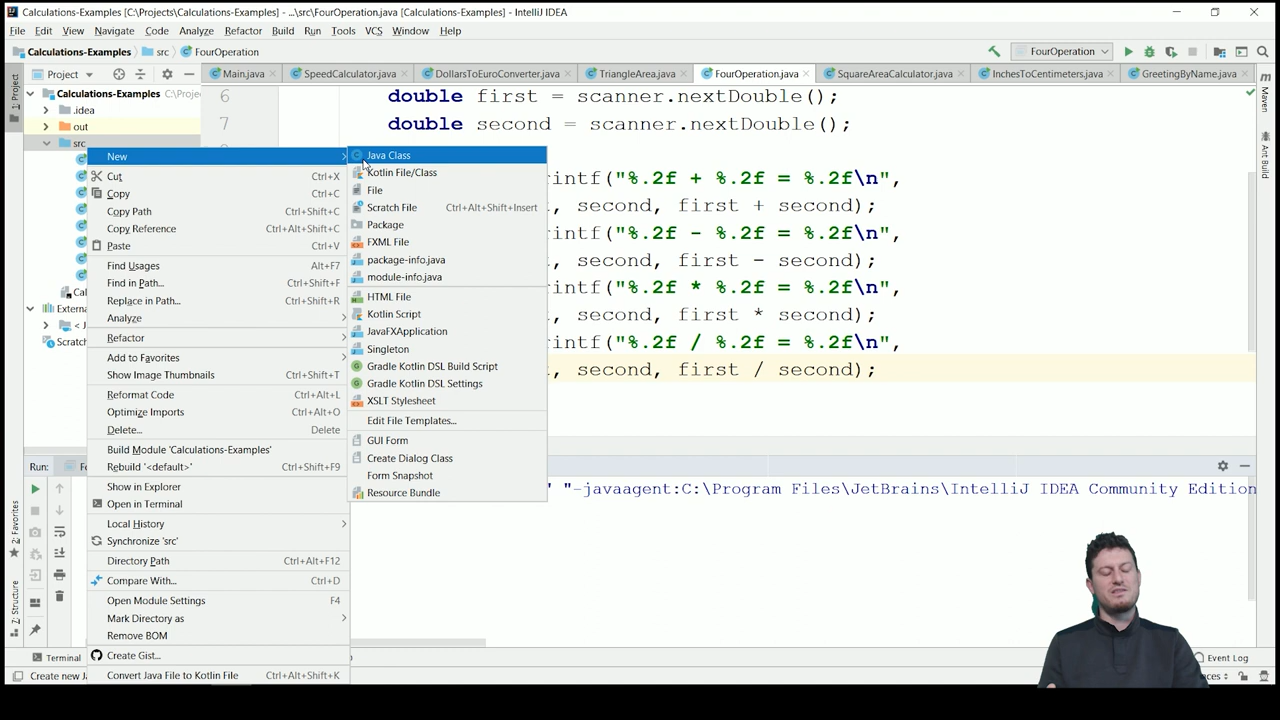 Calculations-Examples [C:\Projects\Calculations-Examples] - ...\src\FourOperation.java [Calculations-Examples] - IntelliJ IDEA
File Edit View Navigate Code Analyze Refactor Build Run Tools VCS Window Help
Calculations-Examples src FourOperation FourOperation
Project Main.java SpeedCalculator.java DollarsToEuroConverter.java TriangleArea.java FourOperation.java SquareAreaCalculator.java InchesToCentimeters.java GreetingByName.java
1: Project
Maven
Ant Build
Calculations-Examples C:\Proje
.idea
out
src
Cal
Externa
< J
Scratch
6 double first = scanner.nextDouble();
7 double second = scanner.nextDouble();
intf("%.2f + %.2f = %.2f\n",
, second, first + second);
intf("%.2f - %.2f = %.2f\n",
, second, first - second);
intf("%.2f * %.2f = %.2f\n",
, second, first * second);
intf("%.2f / %.2f = %.2f\n",
, second, first / second);
New
Cut Ctrl+X
Copy Ctrl+C
Copy Path Ctrl+Shift+C
Copy Reference Ctrl+Alt+Shift+C
Paste Ctrl+V
Find Usages Alt+F7
Find in Path... Ctrl+Shift+F
Replace in Path... Ctrl+Shift+R
Analyze
Refactor
Add to Favorites
Show Image Thumbnails Ctrl+Shift+T
Reformat Code Ctrl+Alt+L
Optimize Imports Ctrl+Alt+O
Delete... Delete
Build Module 'Calculations-Examples'
Rebuild '<default>' Ctrl+Shift+F9
Show in Explorer
Open in Terminal
Local History
Synchronize 'src'
Directory Path Ctrl+Alt+F12
Compare With... Ctrl+D
Open Module Settings F4
Mark Directory as
Remove BOM
Create Gist...
Convert Java File to Kotlin File Ctrl+Alt+Shift+K
Java Class
Kotlin File/Class
File
Scratch File Ctrl+Alt+Shift+Insert
Package
FXML File
package-info.java
module-info.java
HTML File
Kotlin Script
JavaFXApplication
Singleton
Gradle Kotlin DSL Build Script
Gradle Kotlin DSL Settings
XSLT Stylesheet
Edit File Templates...
GUI Form
Create Dialog Class
Form Snapshot
Resource Bundle
Run: Fo
" "-javaagent:C:\Program Files\JetBrains\IntelliJ IDEA Community Edition
2: Favorites
Z: Structure
Terminal Event Log
Create new Ja